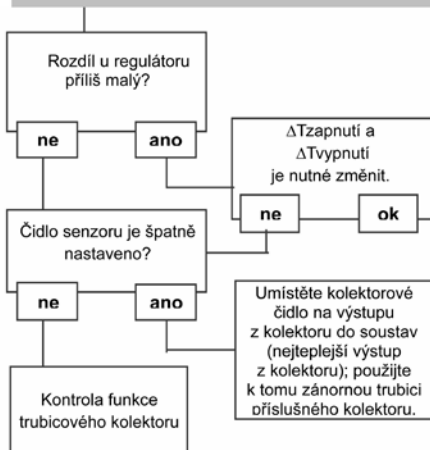 Rozdíl u regulátoru
příliš malý?
ne
ano
ΔTzapnutí a
ΔTvypnutí
je nutné změnit.
ne
ok
Čidlo senzoru je špatně
nastaveno?
ne
ano
Umístěte kolektorové
čidlo na výstupu
z kolektoru do soustav
(nejteplejší výstup
z kolektoru); použijte
k tomu zánornou trubici
příslušného kolektoru.
Kontrola funkce
trubicového kolektoru